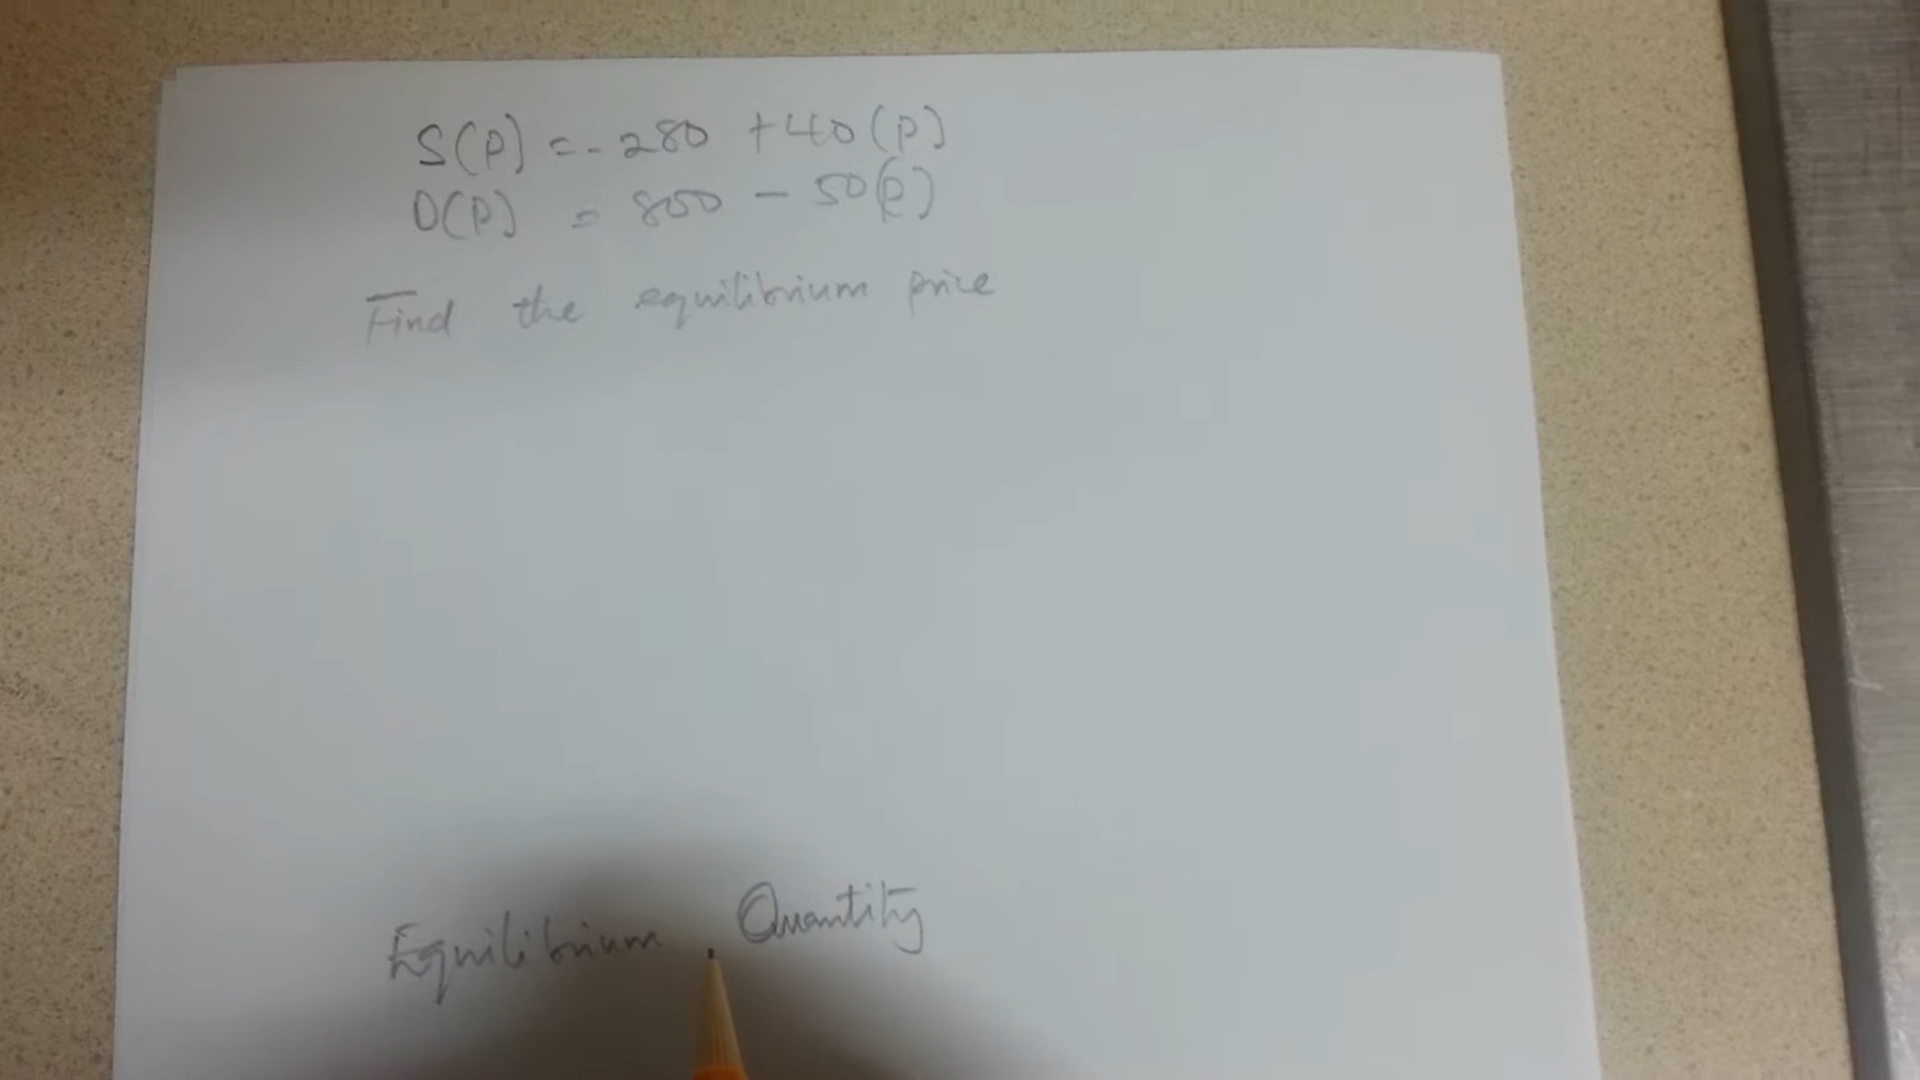 S(P) = -280 + 40(P)
D(P) = 800 - 50(P)
Find the equilibrium price
Equilibrium Quantity